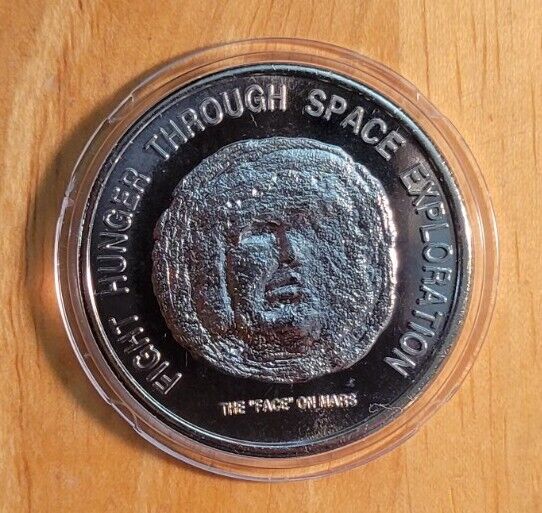 FIGHT HUNGER THROUGH SPACE EXPLORATION
THE "FACE" ON MARS